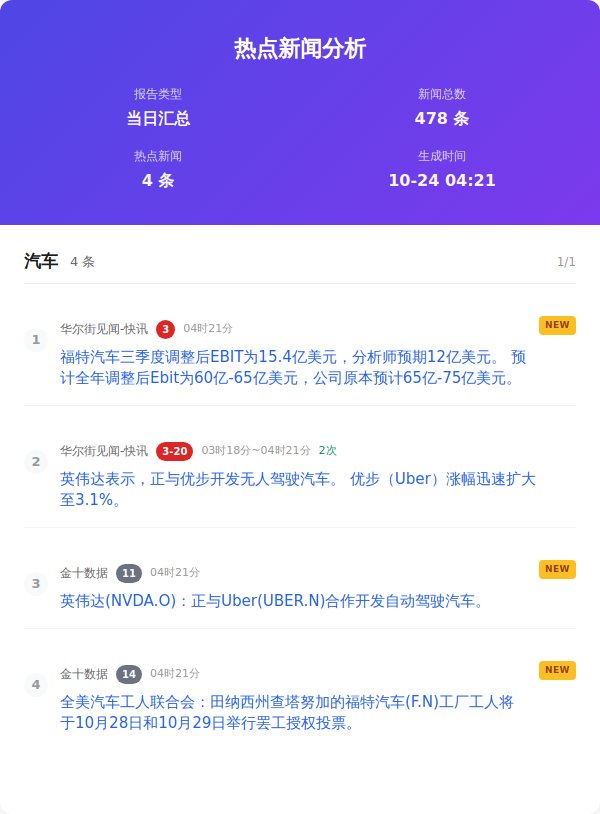 热点新闻分析
报告类型
新闻总数
当日汇总
478 条
热点新闻
生成时间
4 条
10-24 04:21
汽车 4 条 1/1
1 华尔街见闻-快讯 3 04时21分 NEW
福特汽车三季度调整后EBIT为15.4亿美元，分析师预期12亿美元。 预
计全年调整后Ebit为60亿-65亿美元，公司原本预计65亿-75亿美元。
2 华尔街见闻-快讯 3-20 03时18分~04时21分 2次
英伟达表示，正与优步开发无人驾驶汽车。 优步（Uber）涨幅迅速扩大
至3.1%。
3 金十数据 11 04时21分 NEW
英伟达(NVDA.O)：正与Uber(UBER.N)合作开发自动驾驶汽车。
4 金十数据 14 04时21分 NEW
全美汽车工人联合会：田纳西州查塔努加的福特汽车(F.N)工厂工人将
于10月28日和10月29日举行罢工授权投票。